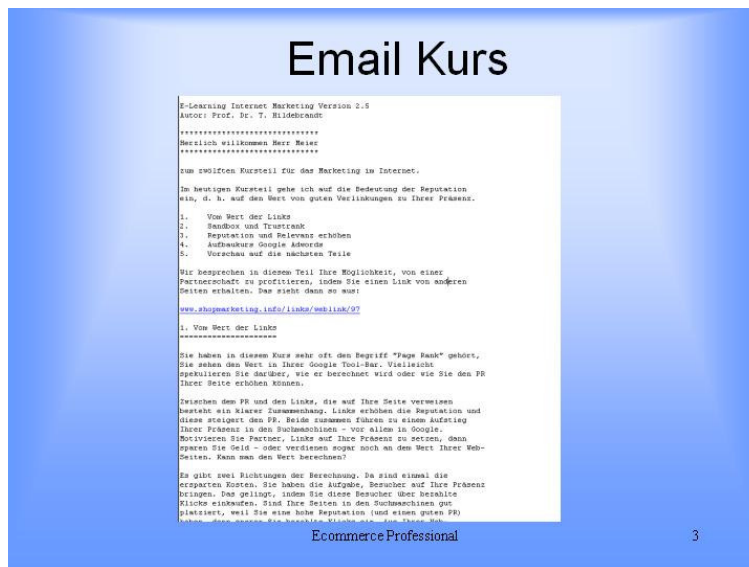 Email Kurs
E-Learning Internet Marketing Version 2.5
Autor: Prof. Dr. T. Hildebrandt
******************************
Herzlich willkommen Herr Meier
******************************
zum zwölften Kursteil für das Marketing im Internet.
Im heutigen Kursteil gehe ich auf die Bedeutung der Reputation
ein, d. h. auf den Wert von guten Verlinkungen zu Ihrer Präsenz.
1. Vom Wert der Links
2. Sandbox und Trustrank
3. Reputation und Relevanz erhöhen
4. Aufbaukurs Google Adwords
5. Vorschau auf die nächsten Teile
Wir besprechen in diesem Teil Ihre Möglichkeit, von einer
Partnerschaft zu profitieren, indem Sie einen Link von anderen
Seiten erhalten. Das sieht dann so aus:
www.shopmarketing.info/links/weblink/97
1. Vom Wert der Links
=====================
Sie haben in diesem Kurs sehr oft den Begriff "Page Rank" gehört,
Sie sehen den Wert in Ihrer Google Tool-Bar. Vielleicht
spekulieren Sie darüber, wie er berechnet wird oder wie Sie den PR
Ihrer Seite erhöhen können.
Zwischen dem PR und den Links, die auf Ihre Seite verweisen
besteht ein klarer Zusammenhang. Links erhöhen die Reputation und
diese steigert den PR. Beide zusammen führen zu einem Aufstieg
Ihrer Präsenz in den Suchmaschinen - vor allem in Google.
Motivieren Sie Partner, Links auf Ihre Präsenz zu setzen, dann
sparen Sie Geld - oder verdienen sogar noch an dem Wert Ihrer Web-
Seiten. Kann man den Wert berechnen?
Es gibt zwei Richtungen der Berechnung. Da sind einmal die
ersparten Kosten. Sie haben die Aufgabe, Besucher auf Ihre Präsenz
bringen. Das gelingt, indem Sie diese Besucher über bezahlte
Klicks einkaufen. Sind Ihre Seiten in den Suchmaschinen gut
platziert, weil Sie eine hohe Reputation (und einen guten PR)
Ecommerce Professional
3